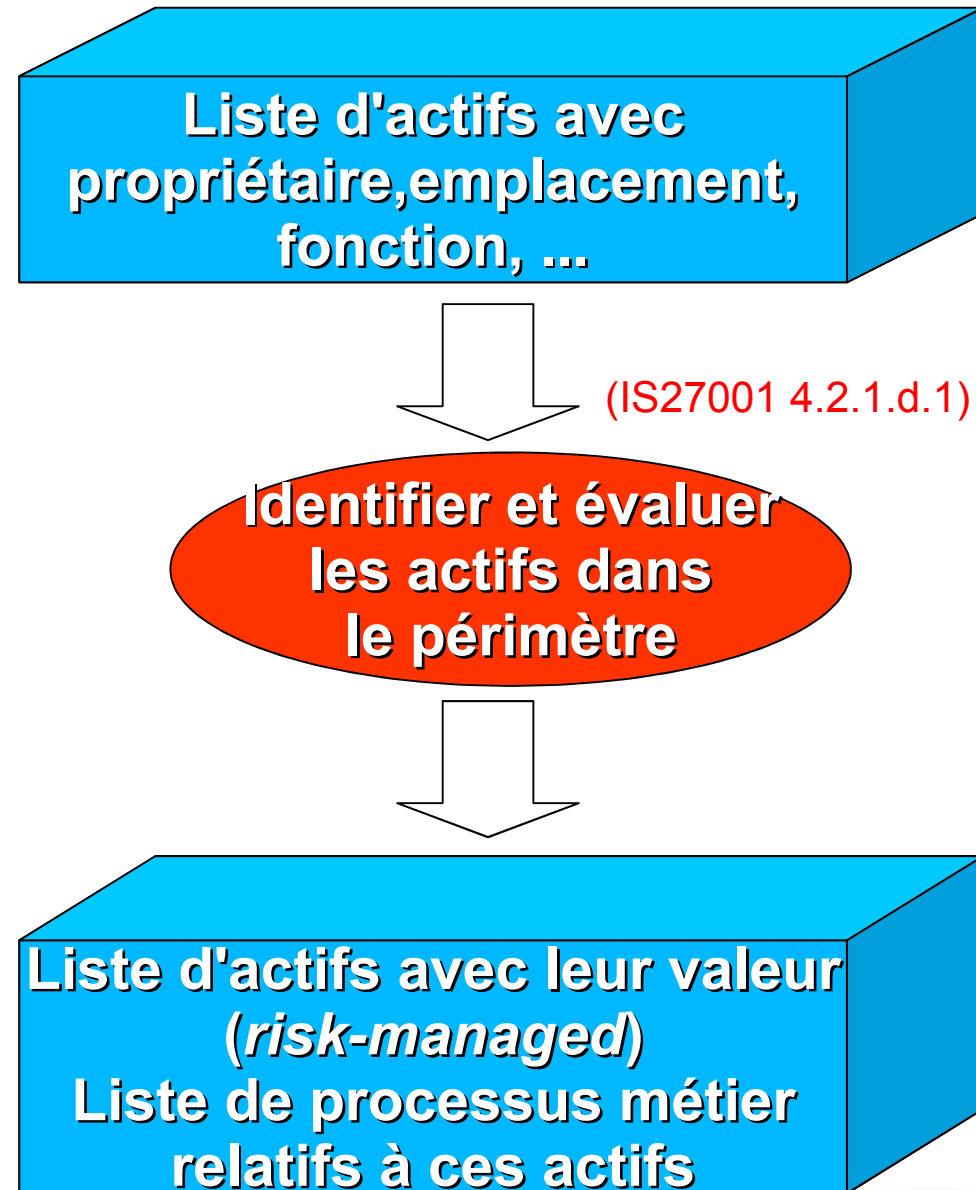 Liste d'actifs avec
propriétaire,emplacement,
fonction, ...
(IS27001 4.2.1.d.1)
Identifier et évaluer
les actifs dans
le périmètre
Liste d'actifs avec leur valeur
(risk-managed)
Liste de processus métier
relatifs à ces actifs